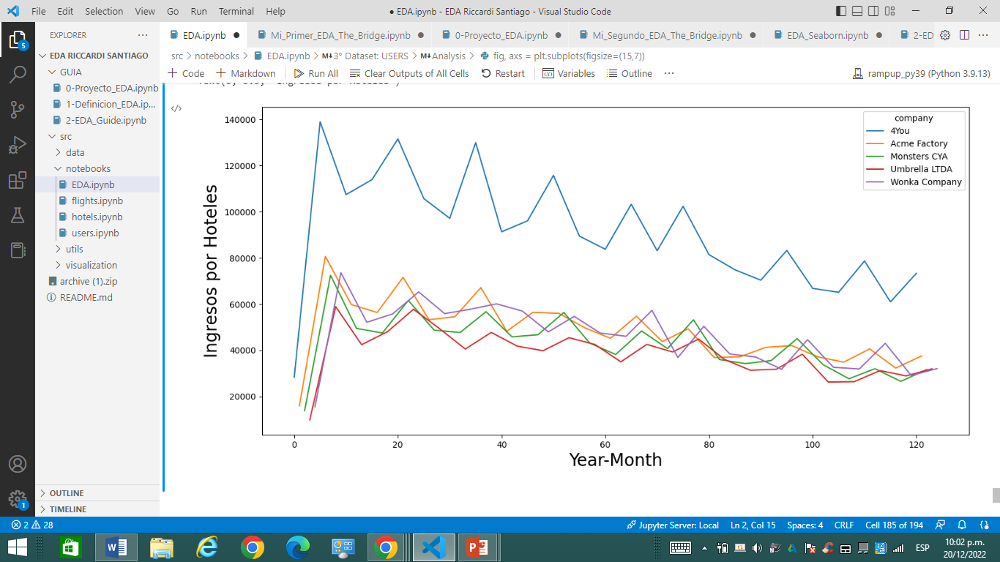 File Edit Selection View Go Run Terminal Help
● EDA.ipynb - EDA Riccardi Santiago - Visual Studio Code
EXPLORER
EDA.ipynb
Mi_Primer_EDA_The_Bridge.ipynb
0-Proyecto_EDA.ipynb
Mi_Segundo_EDA_The_Bridge.ipynb
EDA_Seaborn.ipynb
2-ED
src > notebooks > EDA.ipynb > M↓3° Dataset: USERS > M↓Analysis > fig, axs = plt.subplots(figsize=(15,7))
+ Code + Markdown Run All Clear Outputs of All Cells Restart Variables Outline ···
rampup_py39 (Python 3.9.13)
EDA RICCARDI SANTIAGO
GUIA
0-Proyecto_EDA.ipynb
1-Definicion_EDA.ip...
2-EDA_Guide.ipynb
src
data
notebooks
EDA.ipynb
flights.ipynb
hotels.ipynb
users.ipynb
utils
visualization
archive (1).zip
README.md
OUTLINE
TIMELINE
5
1
</>
Ingresos por Hoteles
140000
120000
100000
80000
60000
40000
20000
0 20 40 60 80 100 120
Year-Month
company
4You
Acme Factory
Monsters CYA
Umbrella LTDA
Wonka Company
2 28
Jupyter Server: Local Ln 2, Col 15 Spaces: 4 CRLF Cell 185 of 194
ESP
10:02 p.m.
20/12/2022